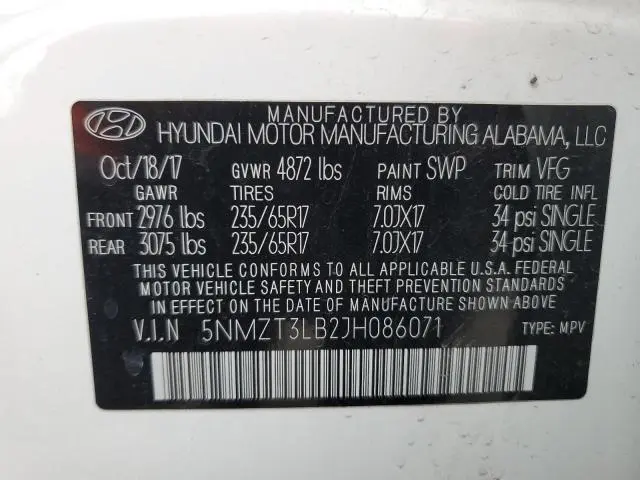 MANUFACTURED BY
HYUNDAI MOTOR MANUFACTURING ALABAMA, LLC
Oct/18/17 GVWR 4872 lbs PAINT SWP TRIM VFG
GAWR TIRES RIMS COLD TIRE INFL
FRONT 2976 lbs 235/65R17 7.0JX17 34 psi SINGLE
REAR 3075 lbs 235/65R17 7.0JX17 34 psi SINGLE
THIS VEHICLE CONFORMS TO ALL APPLICABLE U.S.A. FEDERAL
MOTOR VEHICLE SAFETY AND THEFT PREVENTION STANDARDS
IN EFFECT ON THE DATE OF MANUFACTURE SHOWN ABOVE
V.I.N 5NMZT3LB2JH086071 TYPE: MPV